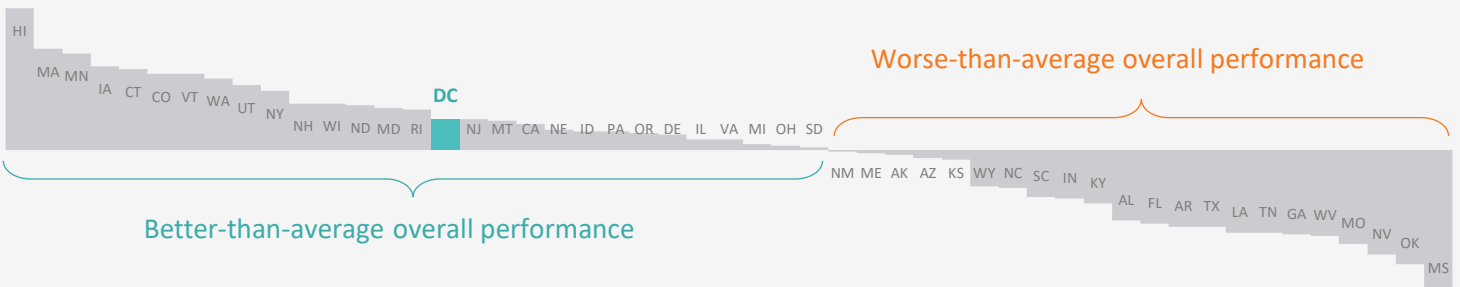 HI
MA MN IA CT CO VT WA UT NY NH WI ND MD RI DC NJ MT CA NE ID PA OR DE IL VA MI OH SD
Worse-than-average overall performance
NM ME AK AZ KS WY NC SC IN KY AL FL AR TX LA TN GA WV MO NV OK MS
Better-than-average overall performance